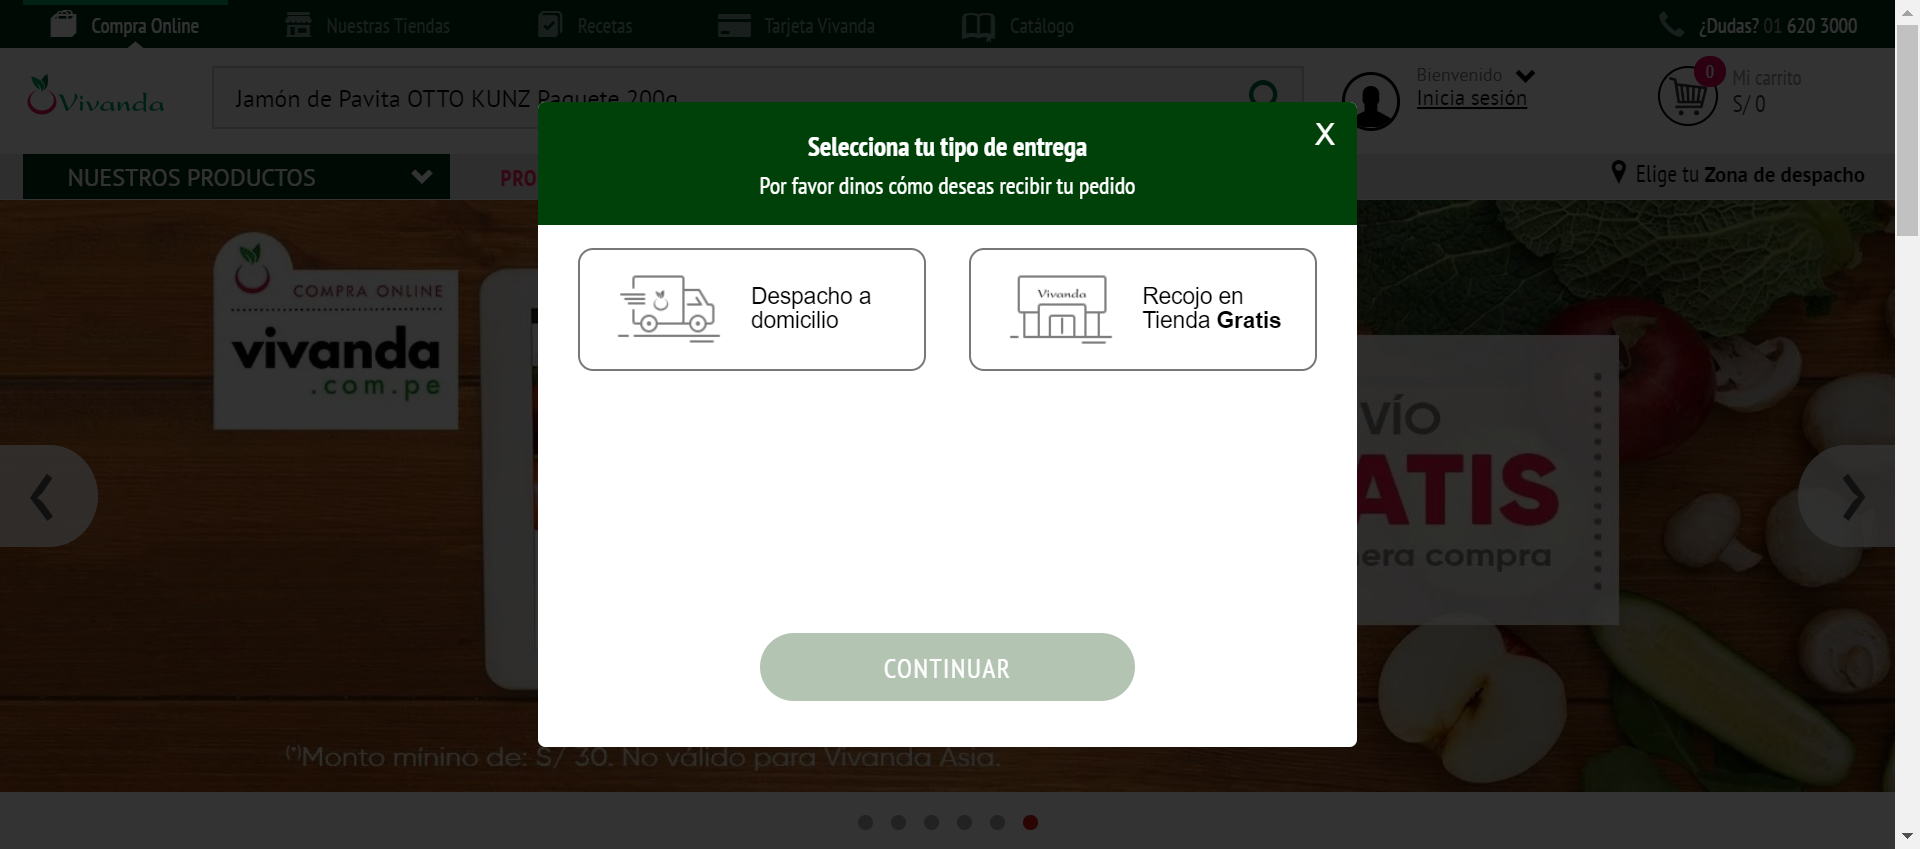 Compra Online
Nuestras Tiendas
Recetas
Tarjeta Vivanda
Catálogo
¿Dudas? 01 620 3000
Vivanda
Jamón de Pavita OTTO KUNZ Paquete 200g
Bienvenido
Inicia sesión
0
Mi carrito
S/ 0
NUESTROS PRODUCTOS
PRO
Elige tu Zona de despacho
Selecciona tu tipo de entrega
X
Por favor dinos cómo deseas recibir tu pedido
Despacho a
domicilio
Vivanda
Recojo en
Tienda Gratis
CONTINUAR
COMPRA ONLINE
vivanda
.com.pe
VÍO
ATIS
era compra
(*)Monto mínino de: S/ 30. No válido para Vivanda Asia.